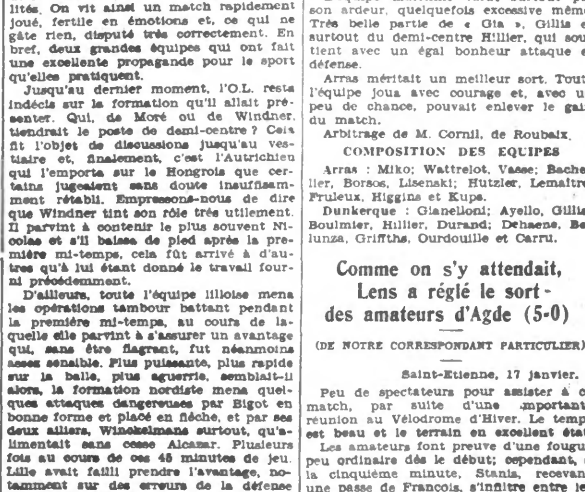 lités. On vit ainsi un match rapidement
joué, fertile en émotions et, ce qui ne
gâte rien, disputé très correctement. En
bref, deux grandes équipes qui ont fait
une excellente propagande pour le sport
qu'elles pratiquent.
Jusqu'au dernier moment, l'O.L. resta
indécis sur la formation qu'il allait pré-
senter. Qui, de Moré ou de Windner,
tiendrait le poste de demi-centre ? Cela
fit l'objet de discussions jusqu'au ves-
tiaire et, finalement, c'est l'Autrichien
qui l'emporta sur le Hongrois que cer-
tains jugeaient sans doute insuffisam-
ment rétabli. Empressons-nous de dire
que Windner tint son rôle très utilement.
Il parvint à contenir le plus souvent Ni-
colas et s'il baissa de pied après la pre-
mière mi-temps, cela fût arrivé à d'au-
tres qu'à lui étant donné le travail four-
ni précédemment.
D'ailleurs, toute l'équipe lilloise mena
les opérations tambour battant pendant
la première mi-temps, au cours de la-
quelle elle parvint à s'assurer un avantage
qui, sans être flagrant, fut néanmoins
assez sensible. Plus puissante, plus rapide
sur la balle, plus aguerrie, semblait-il
alors, la formation nordiste mena quel-
ques attaques dangereuses par Bigot en
bonne forme et placé en flèche, et par ses
deux ailiers, Winckelmans surtout, qu'a-
limentait sans cesse Alcazar. Plusieurs
fois au cours de ces 45 minutes de jeu.
Lille avait failli prendre l'avantage, no-
tamment sur des erreurs de la défense
son ardeur, quelquefois excessive même
Très belle partie de « Gia », Gillis e
surtout du demi-centre Hillier, qui sou
tient avec un égal bonheur attaque e
défense.
Arras méritait un meilleur sort. Tout
l'équipe joua avec courage et, avec u
peu de chance, pouvait enlever le gai
du match.
Arbitrage de M. Cornil, de Roubaix.
COMPOSITION DES EQUIPES
Arras : Miko; Wattrelot, Vasse; Bache
lier, Borsos, Lisenski; Hutzler, Lemaître
Fruleux, Higgins et Kupa.
Dunkerque : Gianelloni; Ayello, Gillis
Boulmier, Hillier, Durand; Dehaene, Be
lunza, Griffths, Ourdouille et Carru.
Comme on s'y attendait,
Lens a réglé le sort
des amateurs d'Agde (5-0)
(DE NOTRE CORRESPONDANT PARTICULIER)
Saint-Etienne, 17 janvier.
Peu de spectateurs pour assister à c
match, par suite d'une importante
réunion au Vélodrome d'Hiver. Le temp
est beau et le terrain en excellent état
Les amateurs font preuve d'une fougu
peu ordinaire dès le début; cependant,
la cinquième minute, Stanis, recevan
une passe de François, s'infiltre entre le